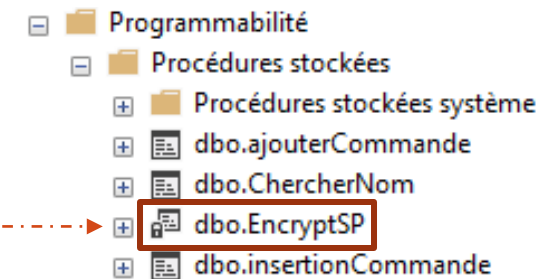 Programmabilité
Procédures stockées
Procédures stockées système
dbo.ajouterCommande
dbo.ChercherNom
dbo.EncryptSP
dbo.insertionCommande